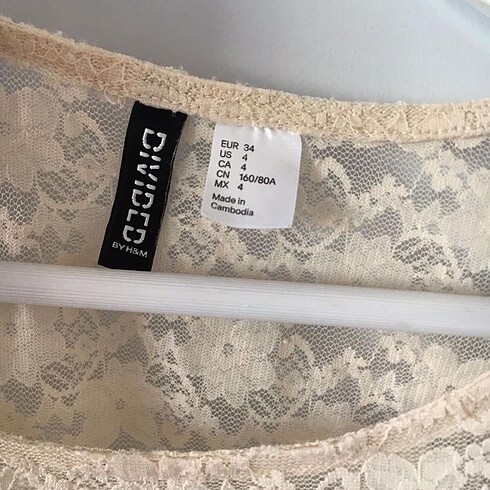 DIVIDED
BY H&M
EUR 34
US 4
CA 4
CN 160/80A
MX 4
Made in
Cambodia